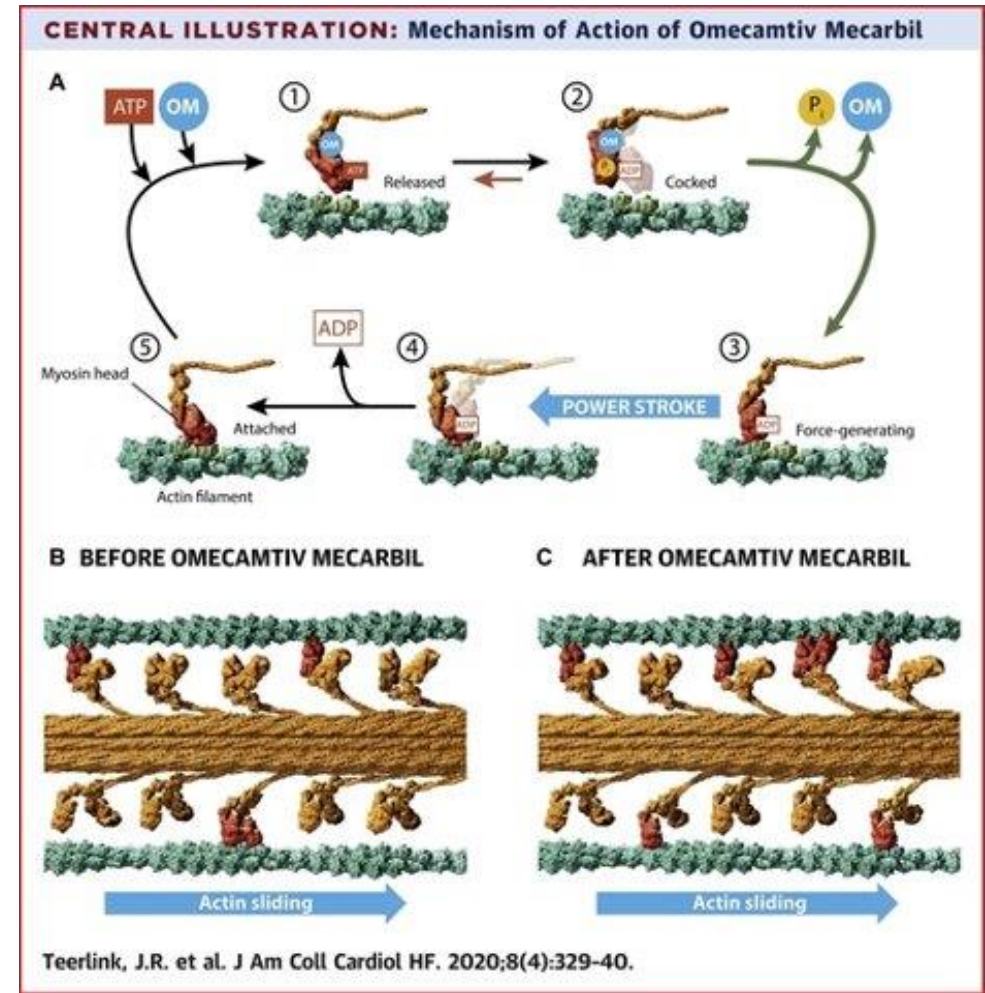 CENTRAL ILLUSTRATION: Mechanism of Action of Omecamtiv Mecarbil
A
ATP
OM
①
OM
ATP
Released
②
OM
Pi
ADP
Cocked
Pi
OM
③
ADP
Force-generating
POWER STROKE
④
ADP
ADP
⑤
Myosin head
Attached
Actin filament
B BEFORE OMECAMTIV MECARBIL
C AFTER OMECAMTIV MECARBIL
Actin sliding
Actin sliding
Teerlink, J.R. et al. J Am Coll Cardiol HF. 2020;8(4):329-40.